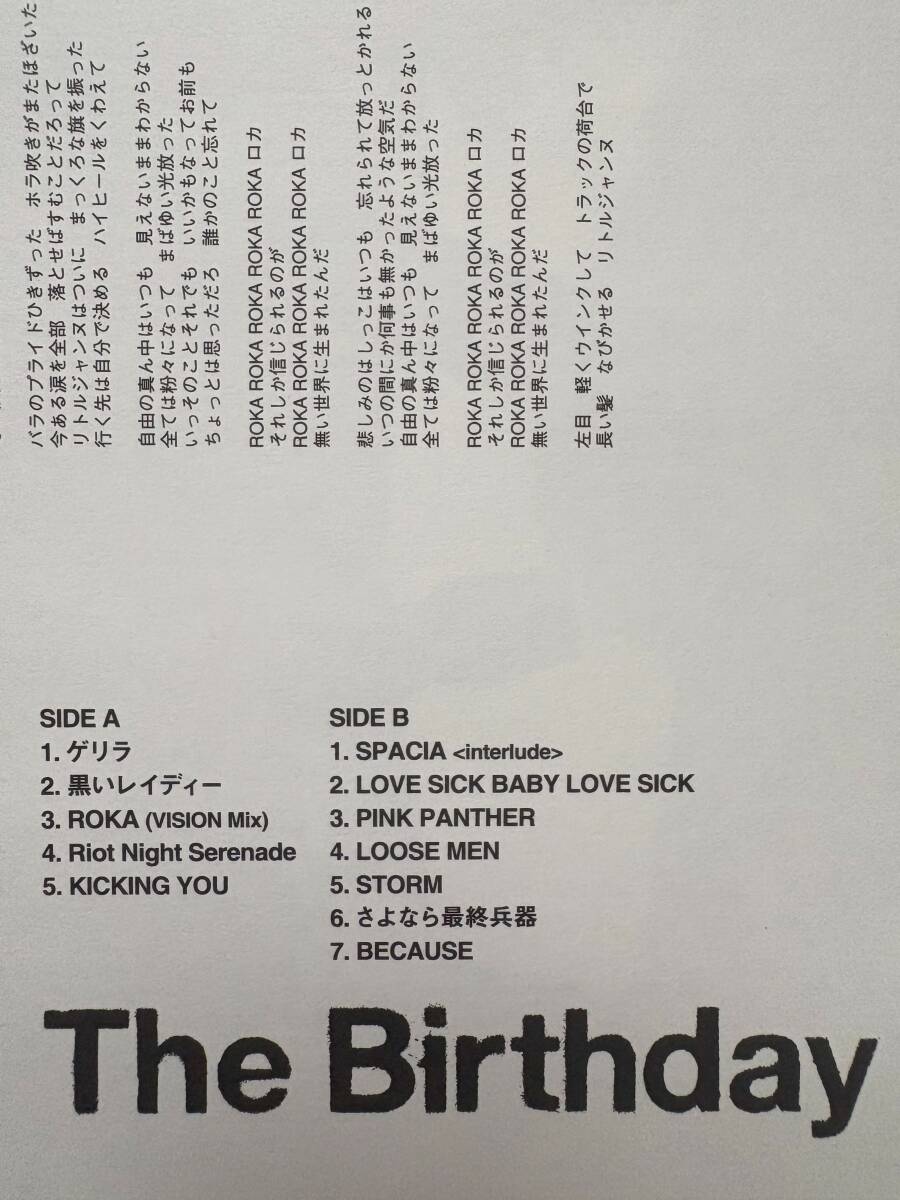 バラのプライドひきずった　ホラ吹きがまたほざいた
今ある涙を全部　落とせばすむことだろって
リトルジャンヌはついに　まっくろな旗を振った
行く先は自分で決める　ハイヒールをくわえて
自由の真ん中はいつも　見えないままわからない
全ては粉々になって　まばゆい光放った
いっそのことそれでも　いいかもなってお前も
ちょっとは思っただろ　誰かのこと忘れて
ROKA ROKA ROKA ROKA ROKA ロカ
それしか信じられるのが
ROKA ROKA ROKA ROKA ROKA ロカ
無い世界に生まれたんだ
悲しみのはしっこはいつも　忘れられて放っとかれる
いつの間にか何事も無かったような空気だ
自由の真ん中はいつも　見えないままわからない
全ては粉々になって　まばゆい光放った
ROKA ROKA ROKA ROKA ROKA ロカ
それしか信じられるのが
ROKA ROKA ROKA ROKA ROKA ロカ
無い世界に生まれたんだ
左目　軽くウインクして　トラックの荷台で
長い髪　なびかせる　リトルジャンヌ
SIDE A
1. ゲリラ
2. 黒いレイディー
3. ROKA (VISION Mix)
4. Riot Night Serenade
5. KICKING YOU
SIDE B
1. SPACIA <interlude>
2. LOVE SICK BABY LOVE SICK
3. PINK PANTHER
4. LOOSE MEN
5. STORM
6. さよなら最終兵器
7. BECAUSE
The Birthday